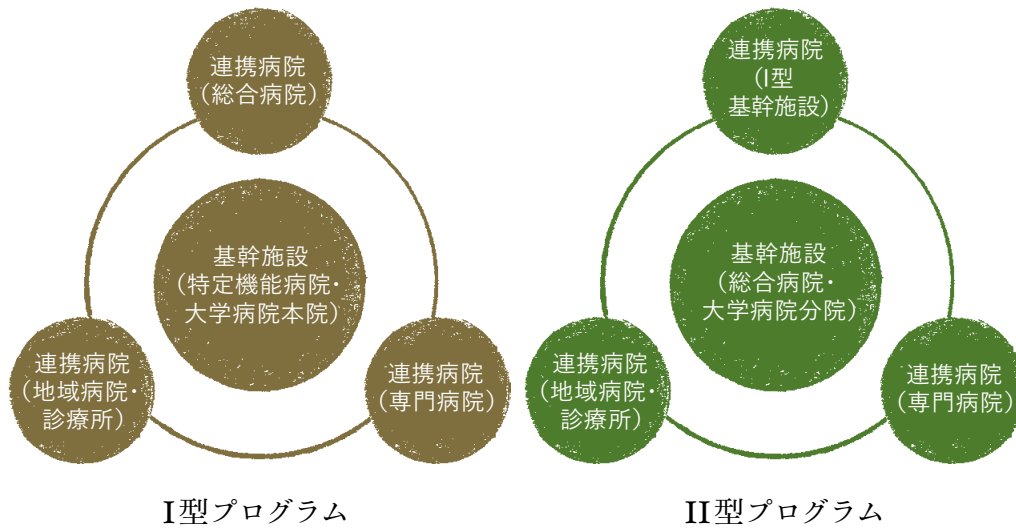 連携病院
（総合病院）
基幹施設
（特定機能病院・
大学病院本院）
連携病院
（地域病院・
診療所）
連携病院
（専門病院）
I型プログラム
連携病院
（I型
基幹施設）
基幹施設
（総合病院・
大学病院分院）
連携病院
（地域病院・
診療所）
連携病院
（専門病院）
II型プログラム